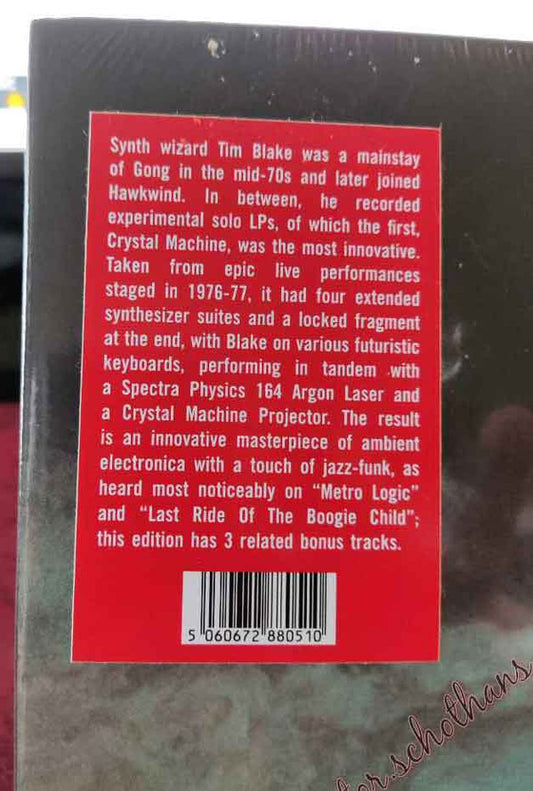 Synth wizard Tim Blake was a mainstay
of Gong in the mid-70s and later joined
Hawkwind. In between, he recorded
experimental solo LPs, of which the first,
Crystal Machine, was the most innovative.
Taken from epic live performances
staged in 1976-77, it had four extended
synthesizer suites and a locked fragment
at the end, with Blake on various futuristic
keyboards, performing in tandem with
a Spectra Physics 164 Argon Laser and
a Crystal Machine Projector. The result
is an innovative masterpiece of ambient
electronica with a touch of jazz-funk, as
heard most noticeably on “Metro Logic”
and “Last Ride Of The Boogie Child”;
this edition has 3 related bonus tracks.
5 060672 880510